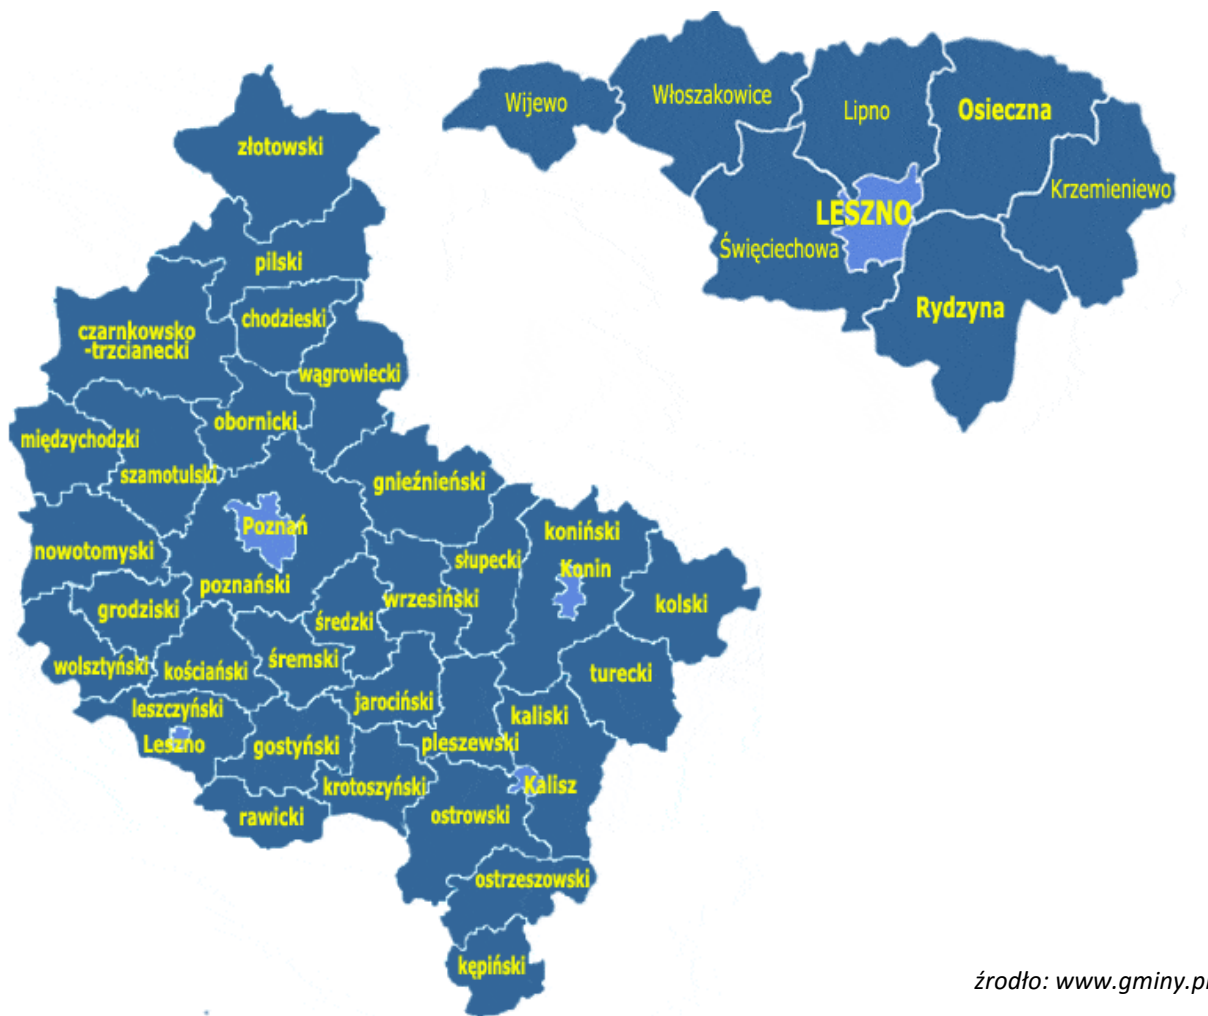 złotowski
pilski
chodzieski
czarnkowsko
-trzcianecki
wągrowiecki
obornicki
międzychodzki
szamotulski
gnieźnieński
Poznań
koniński
nowotomyski
słupecki
Konin
poznański
wrzesiński
kolski
grodziski
średzki
wolsztyński
kościański
śremski
turecki
leszczyński
jarociński
kaliski
Leszno
gostyński
pleszewski
krotoszyński
Kalisz
rawicki
ostrowski
ostrzeszowski
kępiński
Wijewo
Włoszakowice
Lipno
Osieczna
Krzemieniewo
LESZNO
Święciechowa
Rydzyna
źrodło: www.gminy.pl